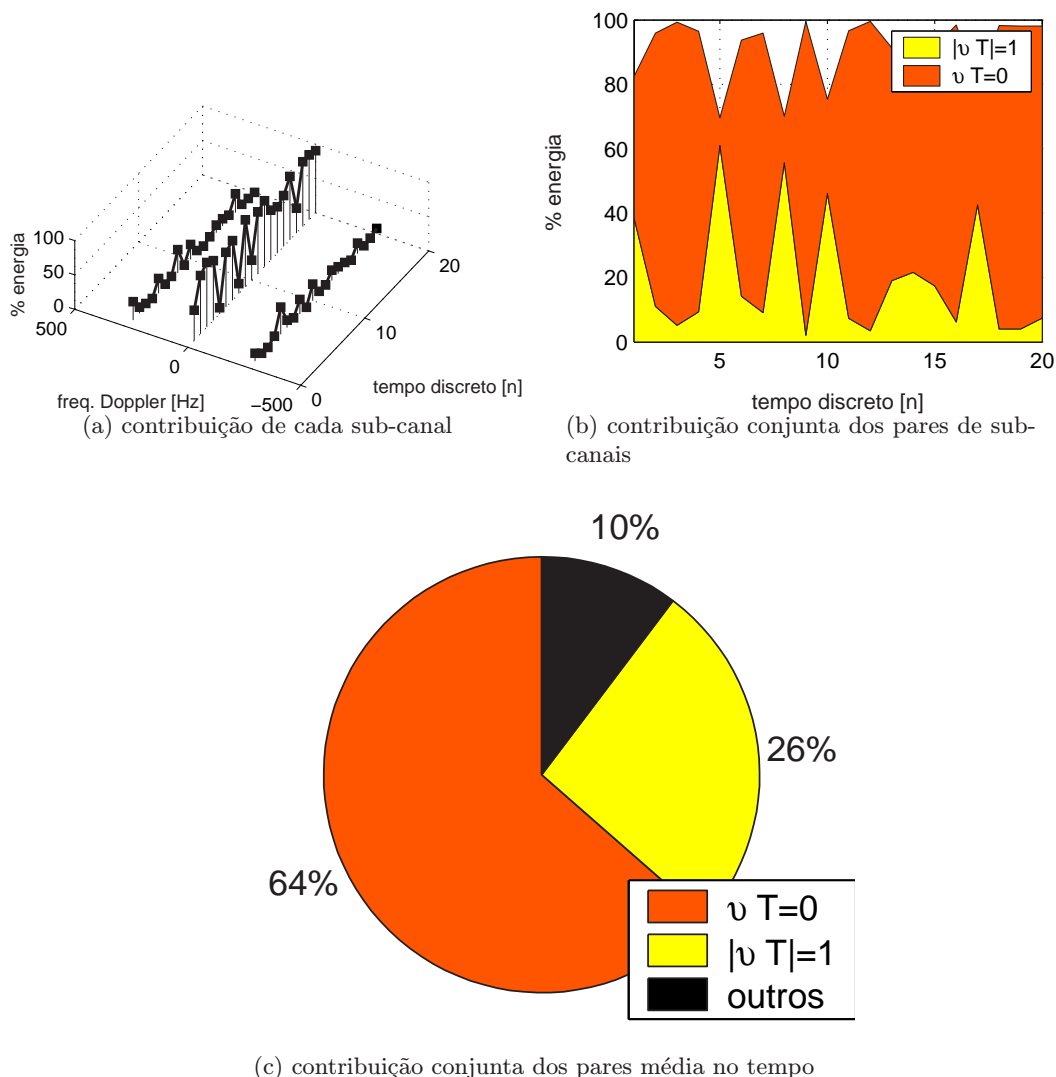 100
50
0
% energia
500
0
−500
freq. Doppler [Hz]
0
10
20
tempo discreto [n]
(a) contribuição de cada sub-canal
100
80
60
40
20
0
% energia
5
10
15
20
tempo discreto [n]
|υ T|=1
υ T=0
(b) contribuição conjunta dos pares de sub-
canais
10%
26%
64%
υ T=0
|υ T|=1
outros
(c) contribuição conjunta dos pares média no tempo